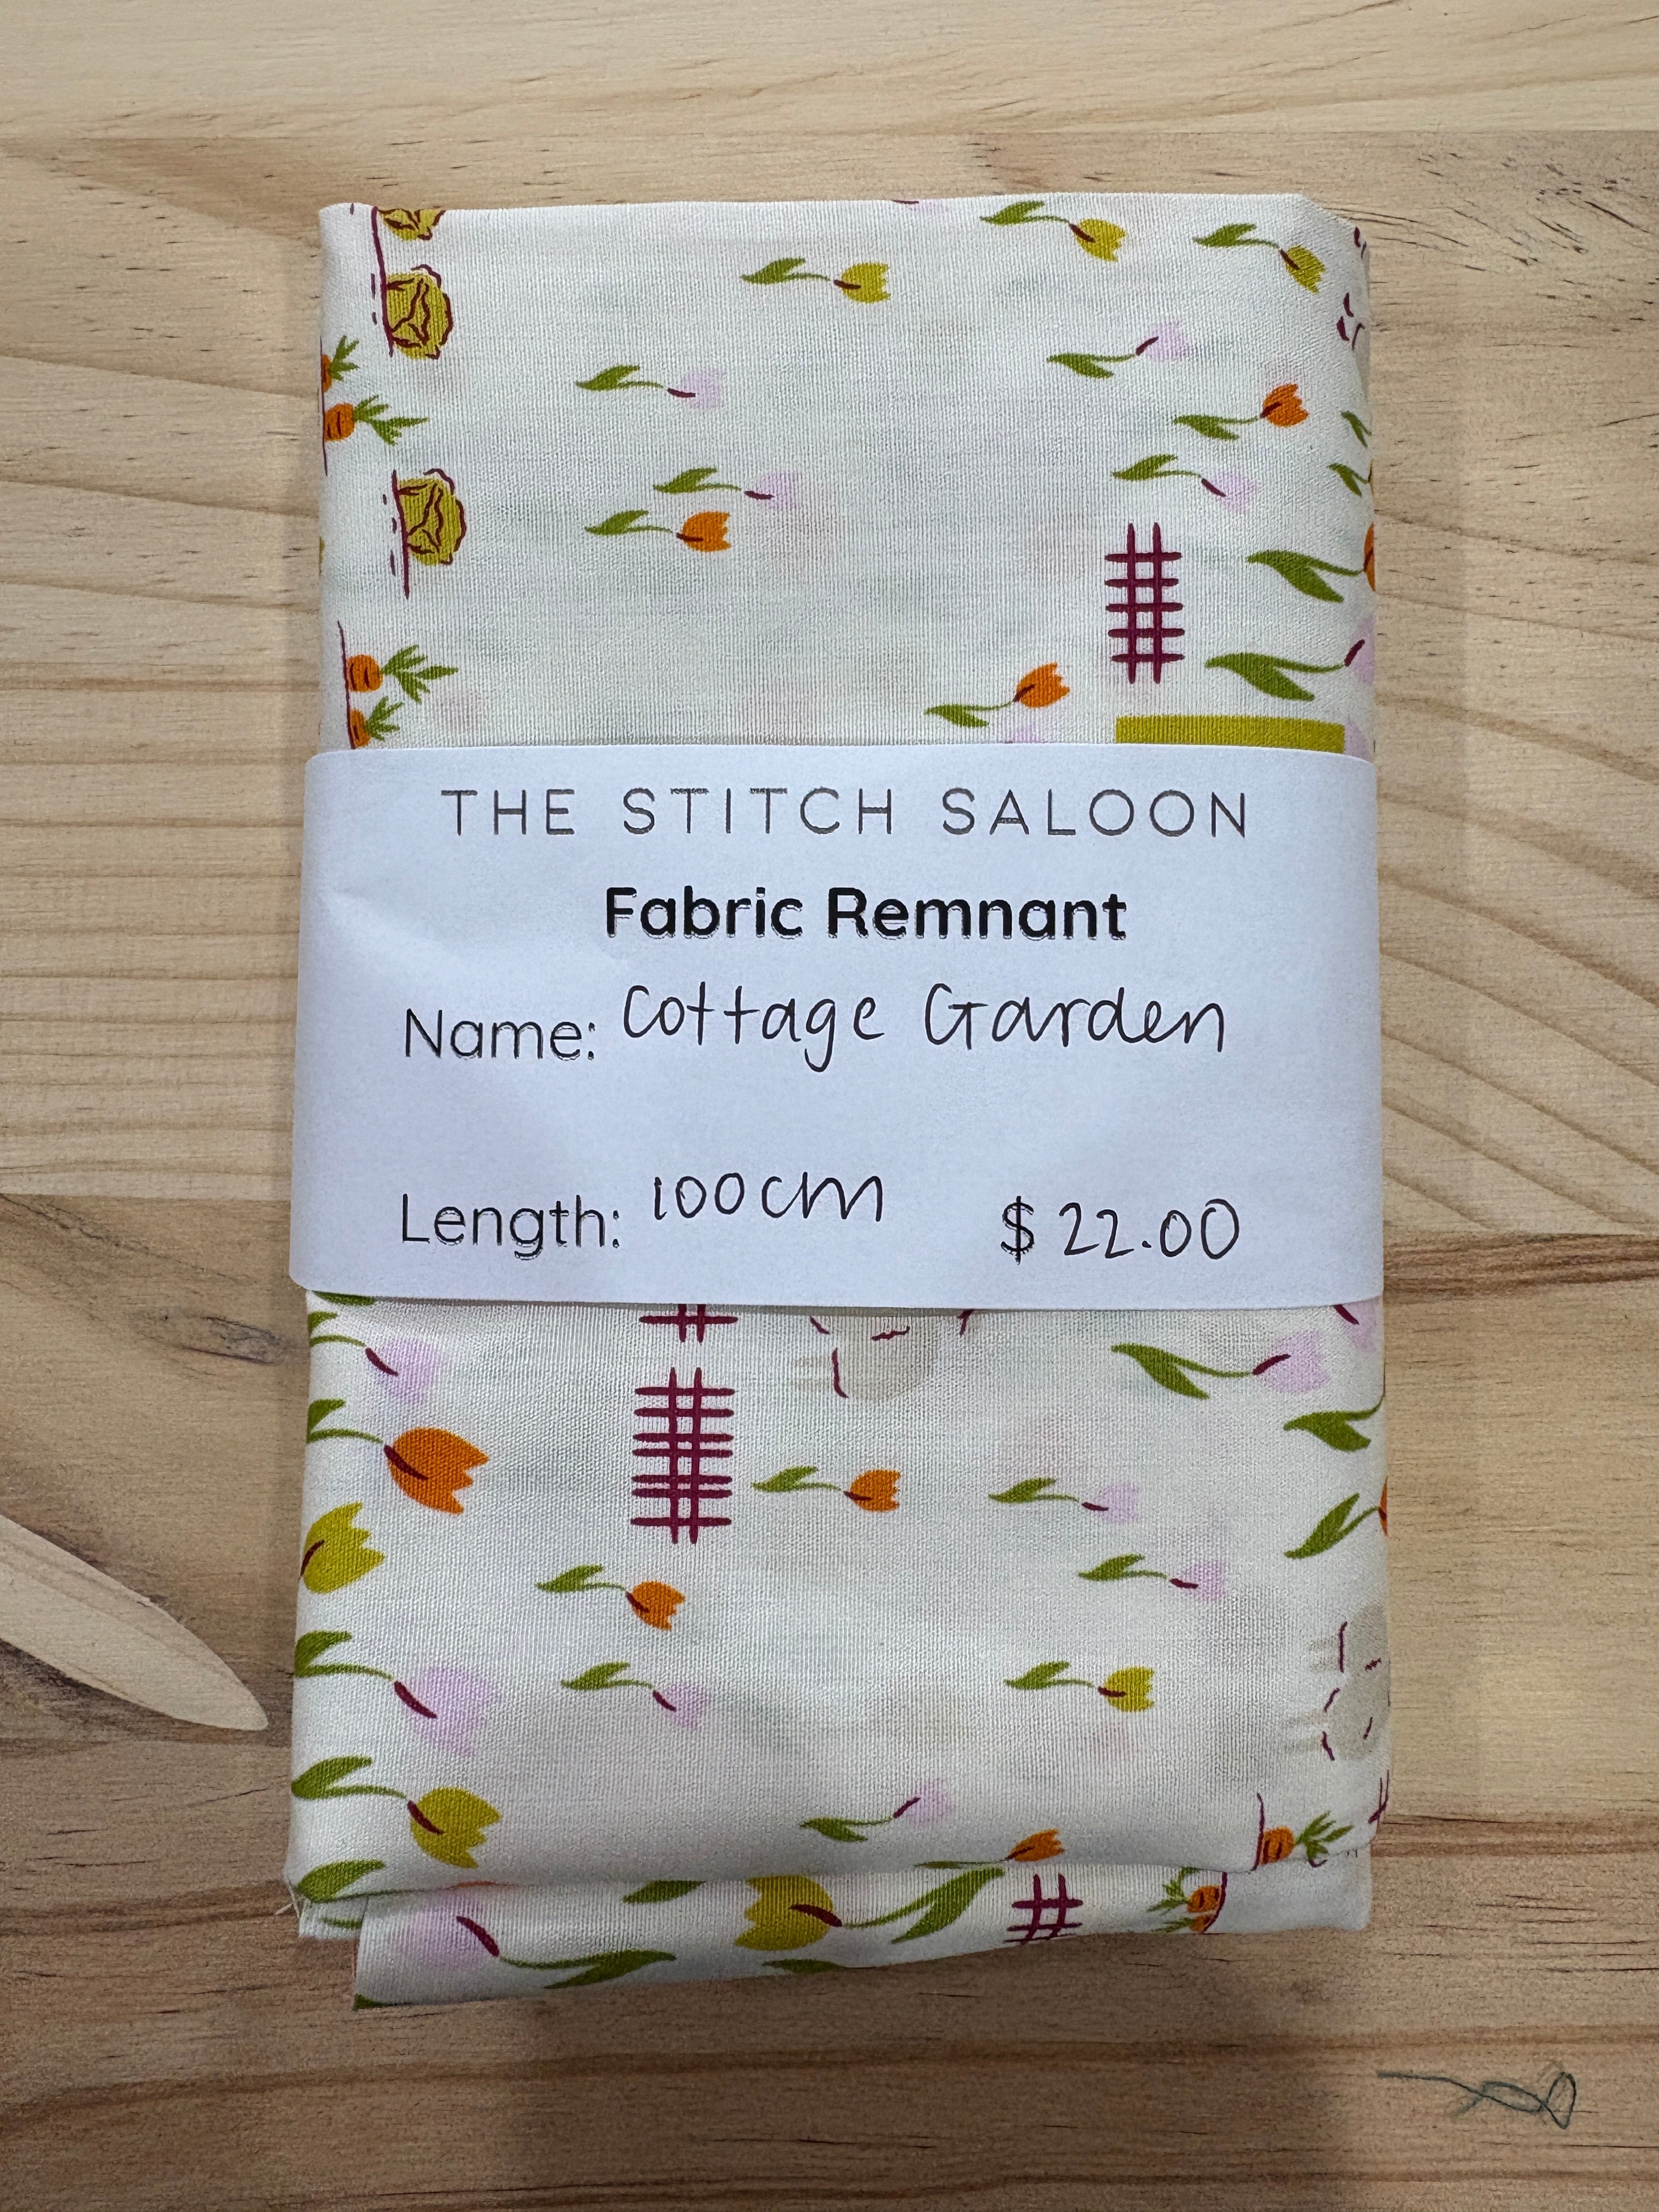 THE STITCH SALOON
Fabric Remnant
Name: Cottage Garden
Length: 100cm $22.00